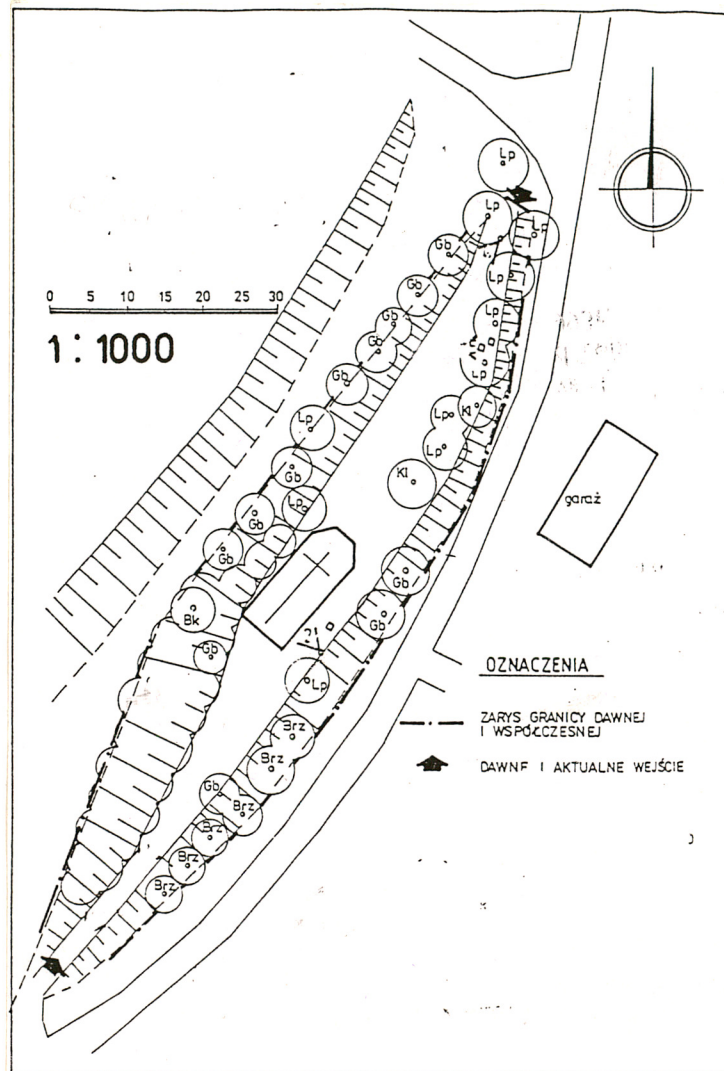 Lp
Lp
Lp
Gb
Lp
Gb
0 5 10 15 20 25 30
Gb
Lp
Gb
1:1000
Lp
Gb
Lp
Kl
Lp
Lp
Gb
Kl
Lp
Gb
garaż
Gb
Gb
Bk
Gb
Gb
OZNACZENIA
Lp
ZARYS GRANICY DAWNEJ
I WSPÓŁCZESNEJ
Brz
DAWNE I AKTUALNE WEJŚCIE
Brz
Gb
Brz
Brz
Brz
Brz